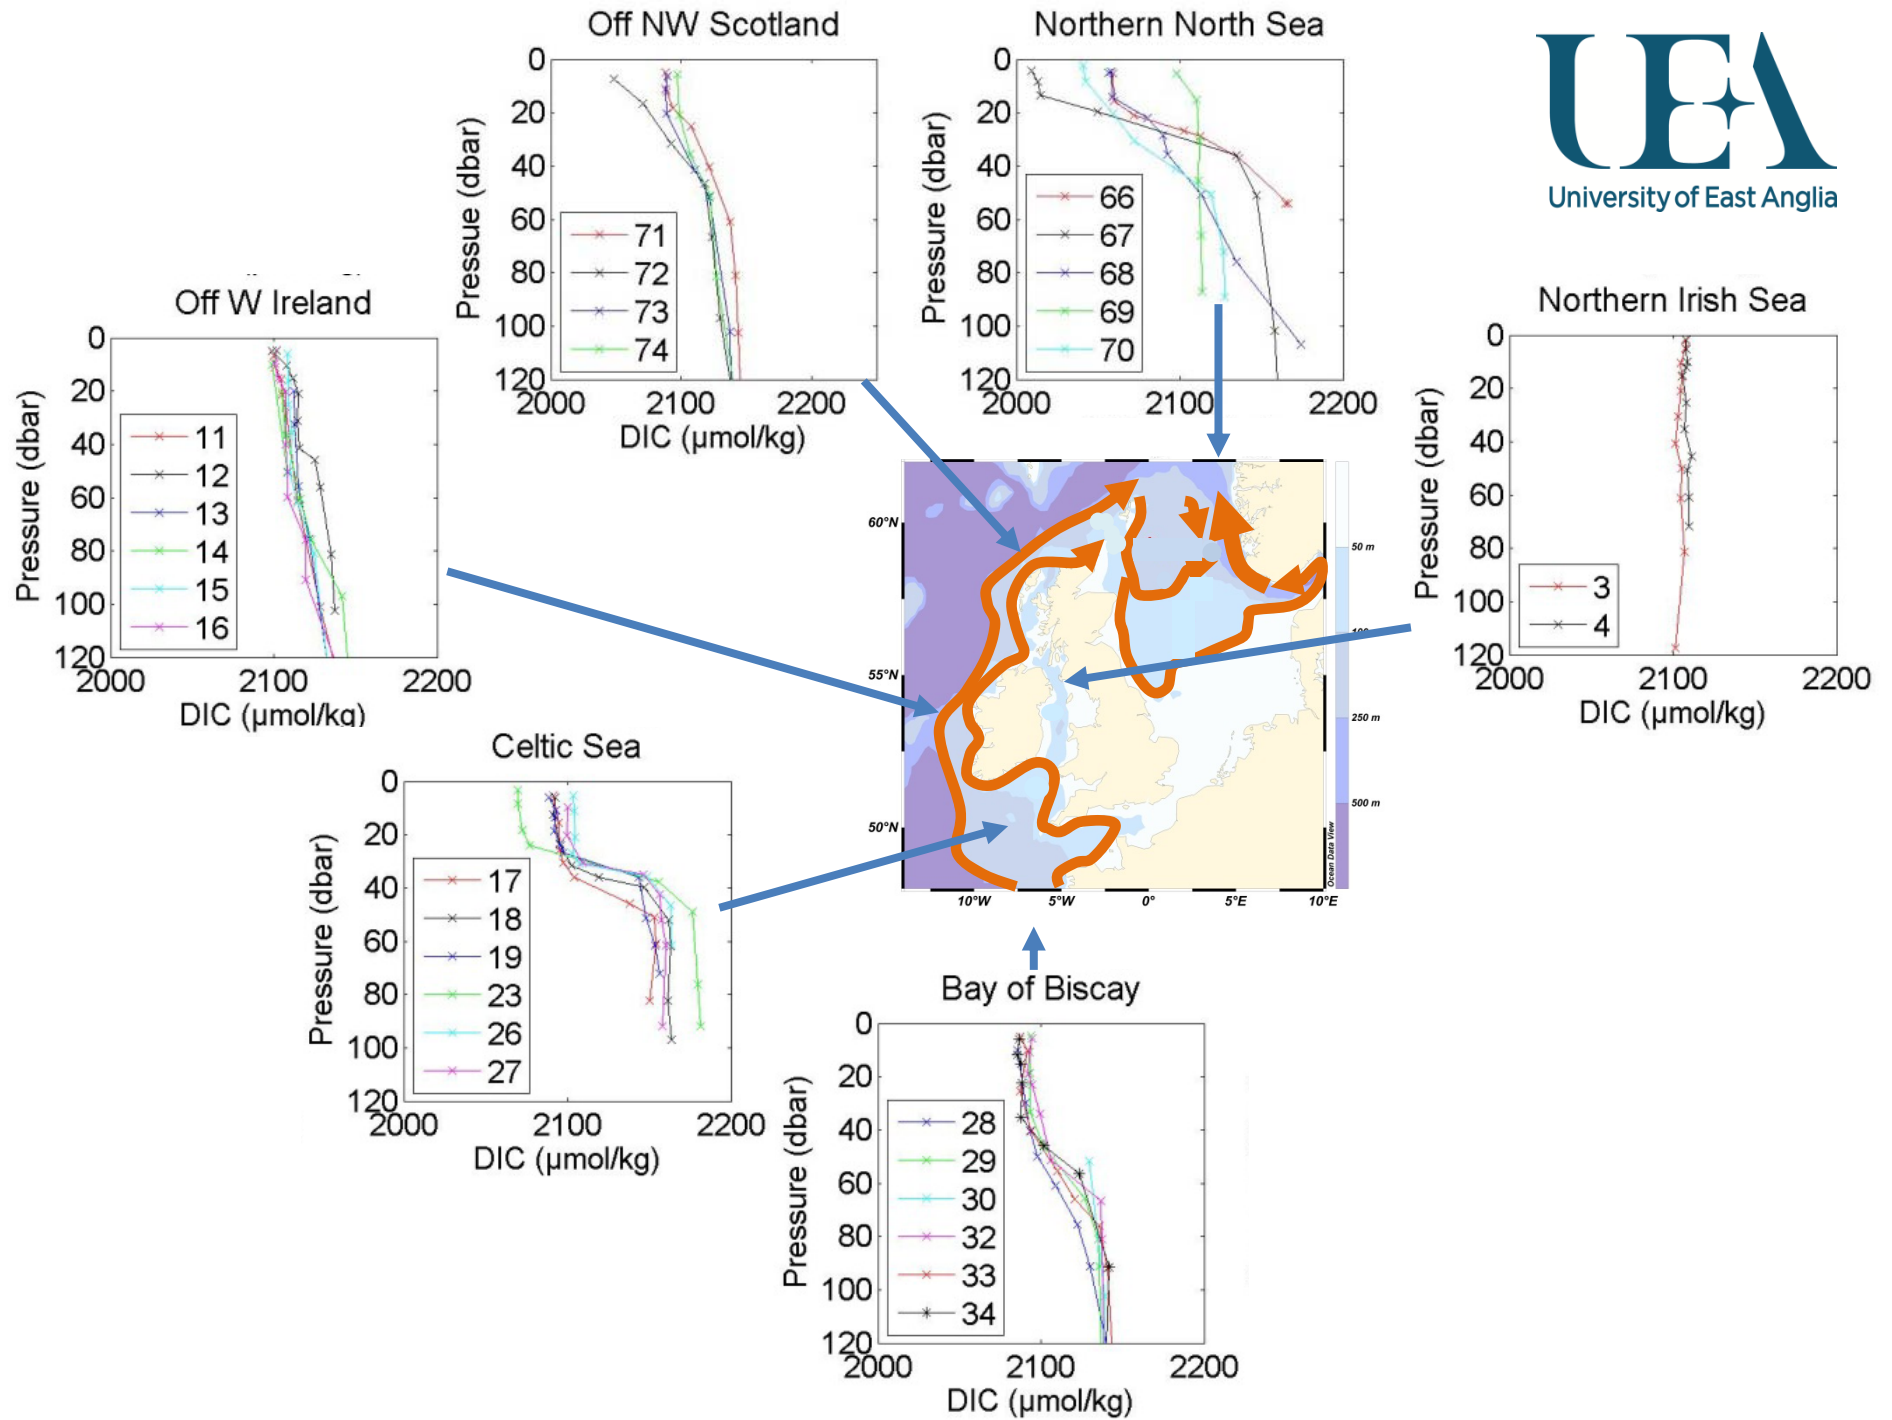 Off NW Scotland
0
20
40
60
80
100
120
Pressure (dbar)
71
72
73
74
2000
2100
2200
DIC (µmol/kg)
Northern North Sea
0
20
40
60
80
100
120
Pressure (dbar)
66
67
68
69
70
2000
2100
2200
DIC (µmol/kg)
UEA
University of East Anglia
Off W Ireland
0
20
40
60
80
100
120
Pressure (dbar)
11
12
13
14
15
16
2000
2100
2200
DIC (µmol/kg)
Northern Irish Sea
0
20
40
60
80
100
120
Pressure (dbar)
3
4
2000
2100
2200
DIC (µmol/kg)
60°N
55°N
50°N
10°W
5°W
0°
5°E
10°E
50 m
250 m
500 m
Ocean Data View
Celtic Sea
0
20
40
60
80
100
120
Pressure (dbar)
17
18
19
23
26
27
2000
2100
2200
DIC (µmol/kg)
Bay of Biscay
0
20
40
60
80
100
120
Pressure (dbar)
28
29
30
32
33
34
2000
2100
2200
DIC (µmol/kg)